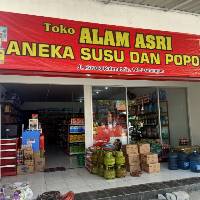 Toko ALAM ASRI
ANEKA SUSU DAN POPO